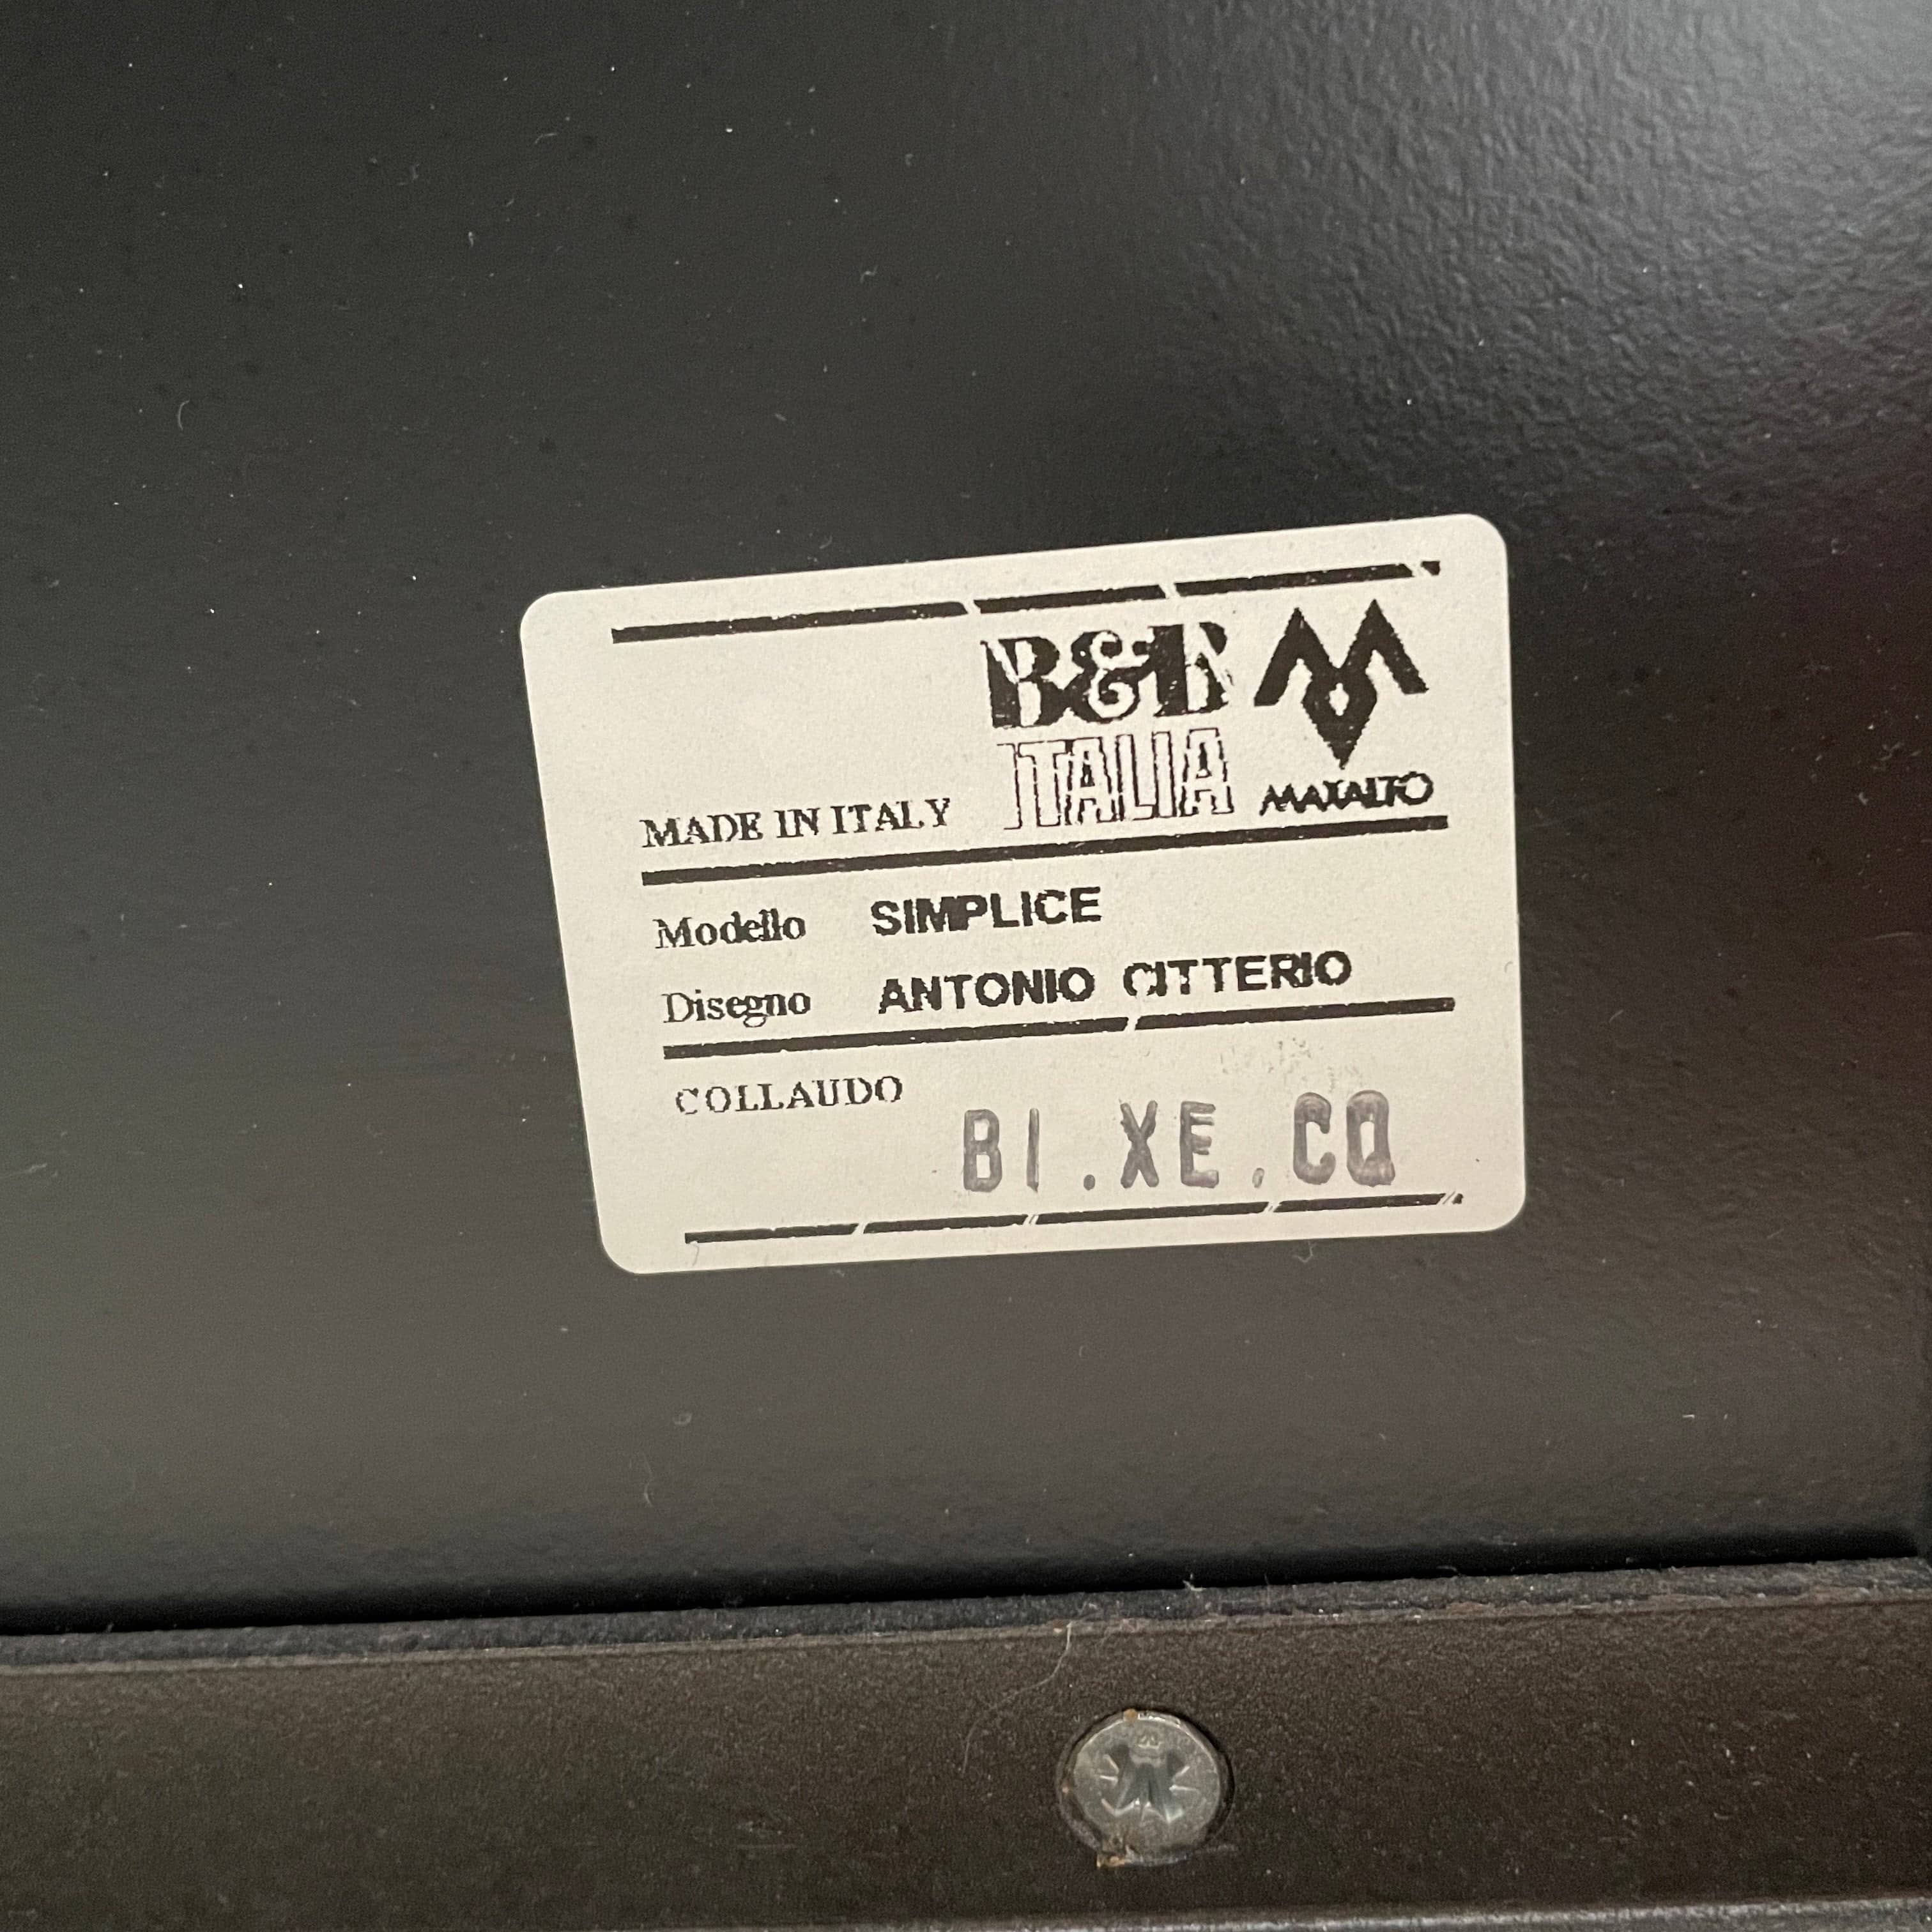 B&B
ITALIA
MAXALTO
MADE IN ITALY
Modello SIMPLICE
Disegno ANTONIO CITTERIO
COLLAUDO
BI.XE.CQ